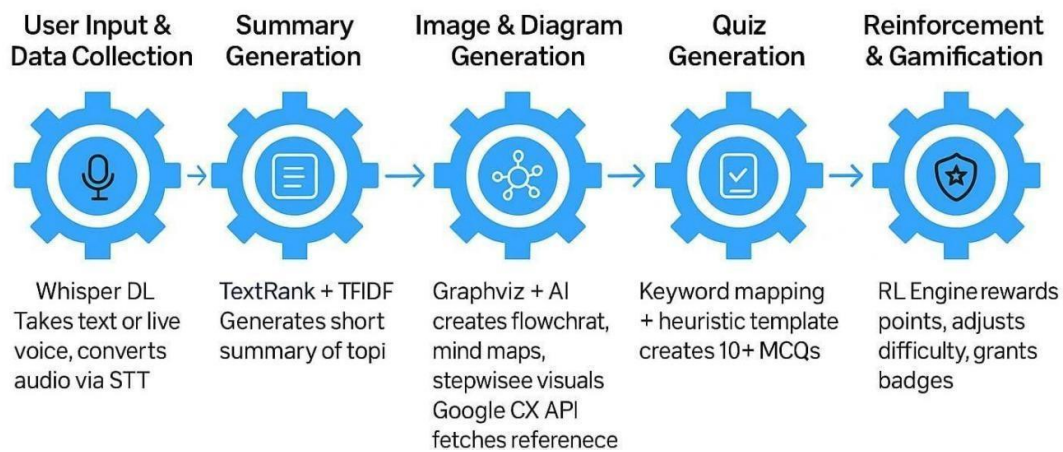 User Input &
Data Collection
Summary
Generation
Image & Diagram
Generation
Quiz
Generation
Reinforcement
& Gamification
Whisper DL
Takes text or live
voice, converts
audio via STT
TextRank + TFIDF
Generates short
summary of topi
Graphviz + AI
creates flowchrat,
mind maps,
stepwisee visuals
Google CX API
fetches referenece
Keyword mapping
+ heuristic template
creates 10+ MCQs
RL Engine rewards
points, adjusts
difficulty, grants
badges